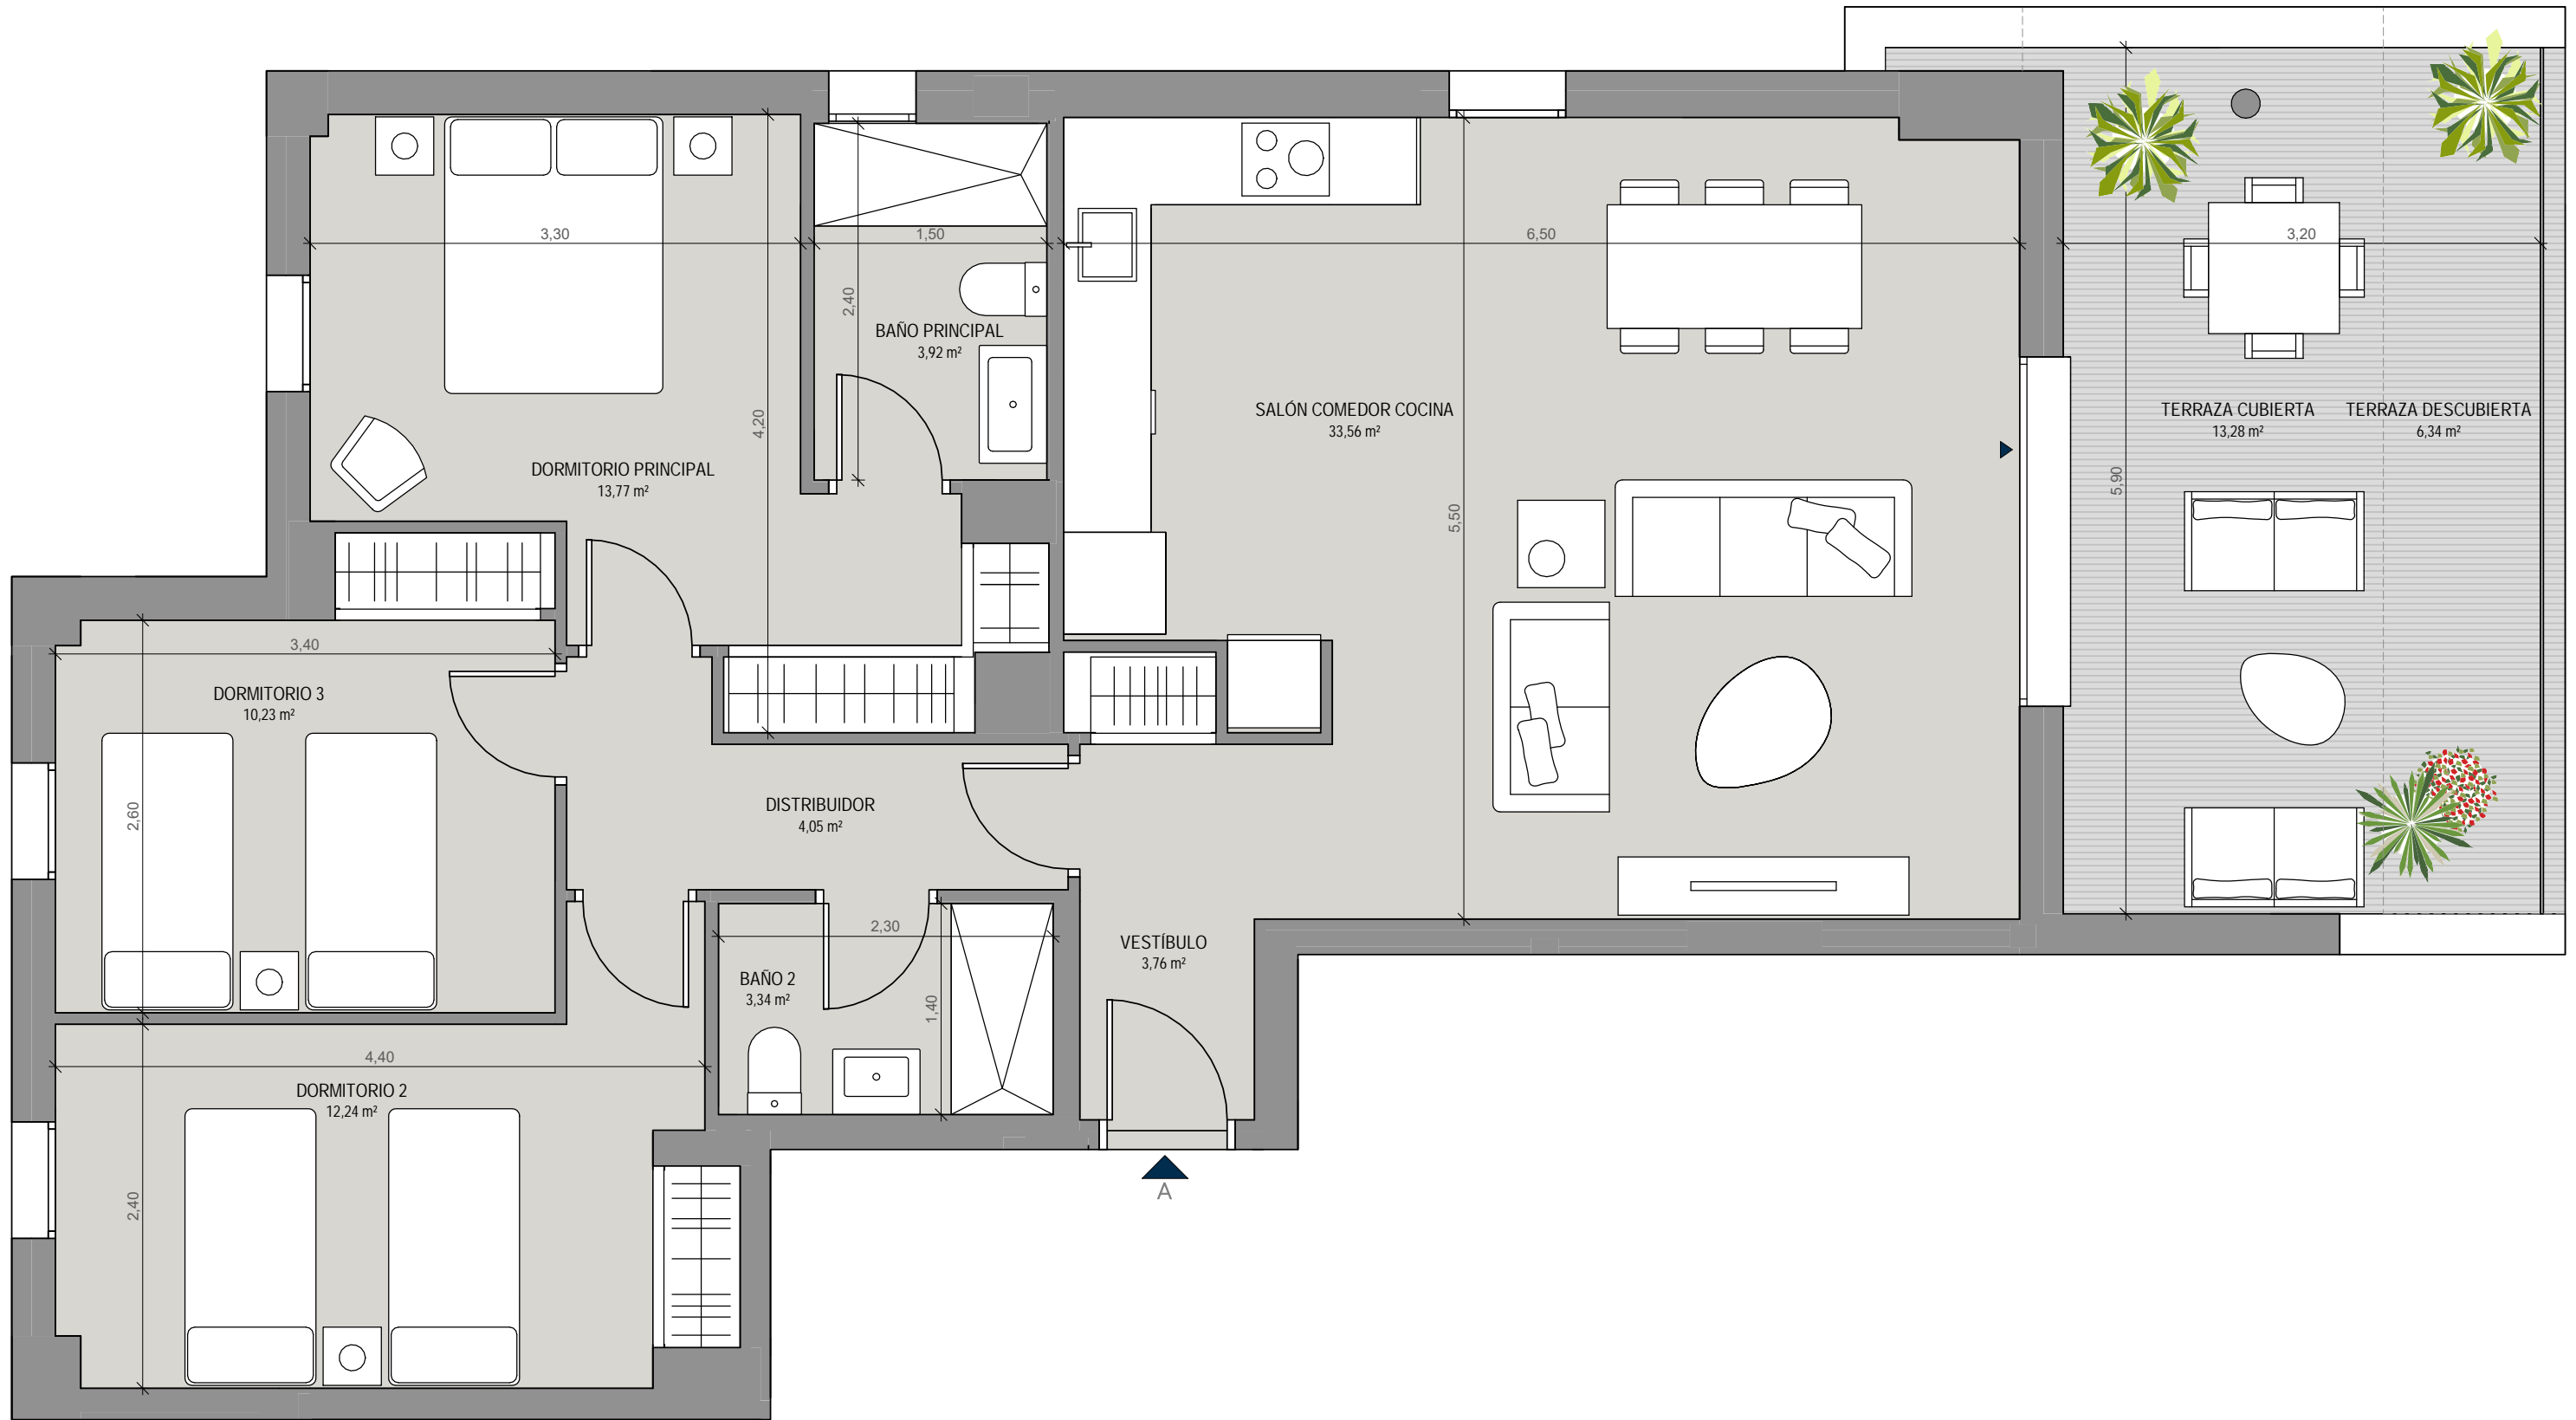 3,30
1,50
6,50
3,20
2,40
BAÑO PRINCIPAL
3,92 m²
4,20
SALÓN COMEDOR COCINA
33,56 m²
TERRAZA CUBIERTA
13,28 m²
TERRAZA DESCUBIERTA
6,34 m²
DORMITORIO PRINCIPAL
13,77 m²
5,90
5,50
3,40
DORMITORIO 3
10,23 m²
2,60
DISTRIBUIDOR
4,05 m²
2,30
VESTÍBULO
3,76 m²
BAÑO 2
3,34 m²
1,40
4,40
DORMITORIO 2
12,24 m²
2,40
A